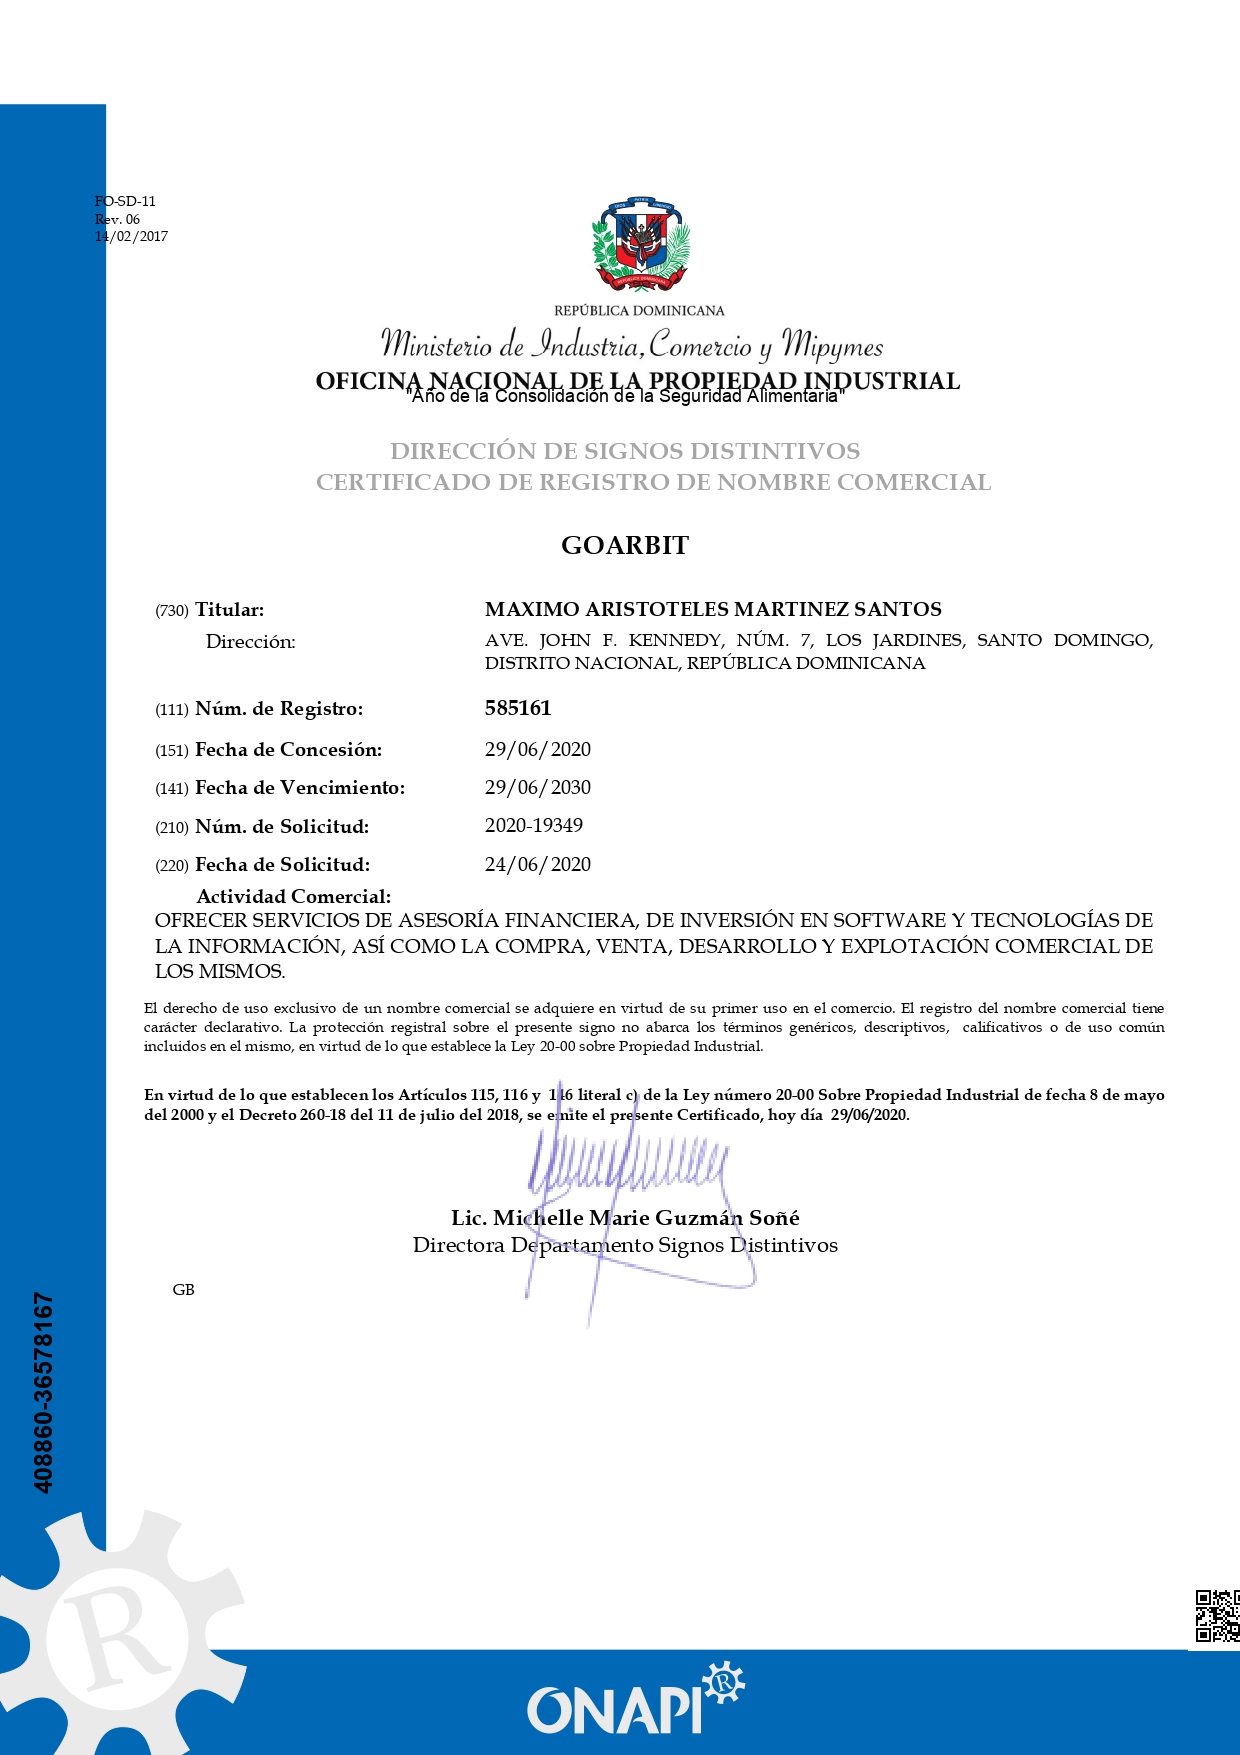 FO-SD-11
Rev. 06
14/02/2017
REPÚBLICA DOMINICANA
Ministerio de Industria, Comercio y Mipymes
OFICINA NACIONAL DE LA PROPIEDAD INDUSTRIAL
"Año de la Consolidación de la Seguridad Alimentaria"
DIRECCIÓN DE SIGNOS DISTINTIVOS
CERTIFICADO DE REGISTRO DE NOMBRE COMERCIAL
GOARBIT
(730) Titular: MAXIMO ARISTOTELES MARTINEZ SANTOS
Dirección: AVE. JOHN F. KENNEDY, NÚM. 7, LOS JARDINES, SANTO DOMINGO,
DISTRITO NACIONAL, REPÚBLICA DOMINICANA
(111) Núm. de Registro: 585161
(151) Fecha de Concesión: 29/06/2020
(141) Fecha de Vencimiento: 29/06/2030
(210) Núm. de Solicitud: 2020-19349
(220) Fecha de Solicitud: 24/06/2020
Actividad Comercial:
OFRECER SERVICIOS DE ASESORÍA FINANCIERA, DE INVERSIÓN EN SOFTWARE Y TECNOLOGÍAS DE
LA INFORMACIÓN, ASÍ COMO LA COMPRA, VENTA, DESARROLLO Y EXPLOTACIÓN COMERCIAL DE
LOS MISMOS.
El derecho de uso exclusivo de un nombre comercial se adquiere en virtud de su primer uso en el comercio. El registro del nombre comercial tiene
carácter declarativo. La protección registral sobre el presente signo no abarca los términos genéricos, descriptivos, calificativos o de uso común
incluidos en el mismo, en virtud de lo que establece la Ley 20-00 sobre Propiedad Industrial.
En virtud de lo que establecen los Artículos 115, 116 y 146 literal c) de la Ley número 20-00 Sobre Propiedad Industrial de fecha 8 de mayo
del 2000 y el Decreto 260-18 del 11 de julio del 2018, se emite el presente Certificado, hoy día 29/06/2020.
Lic. Michelle Marie Guzmán Soñé
Directora Departamento Signos Distintivos
GB
408860-36578167
R
ONAPI
R